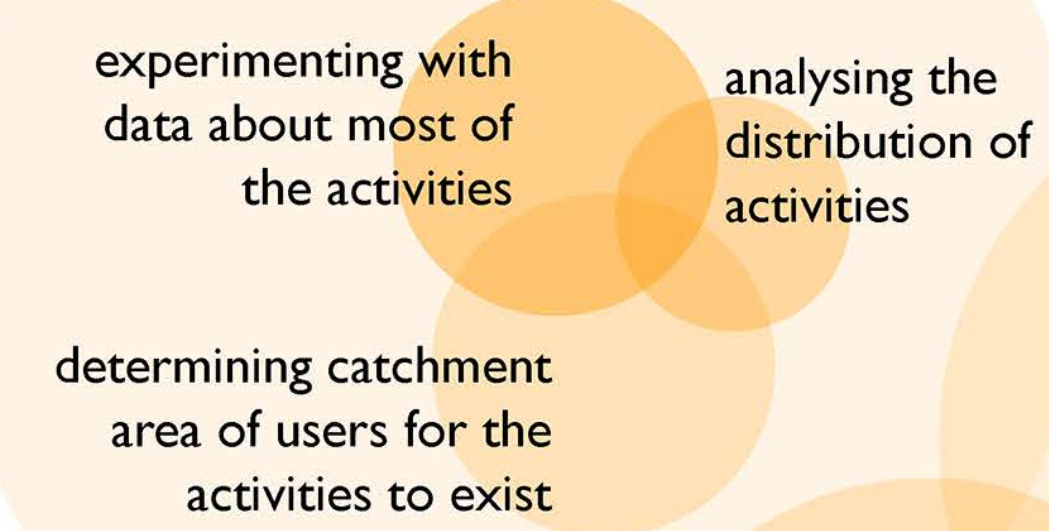 experimenting with
data about most of
the activities
analysing the
distribution of
activities
determining catchment
area of users for the
activities to exist